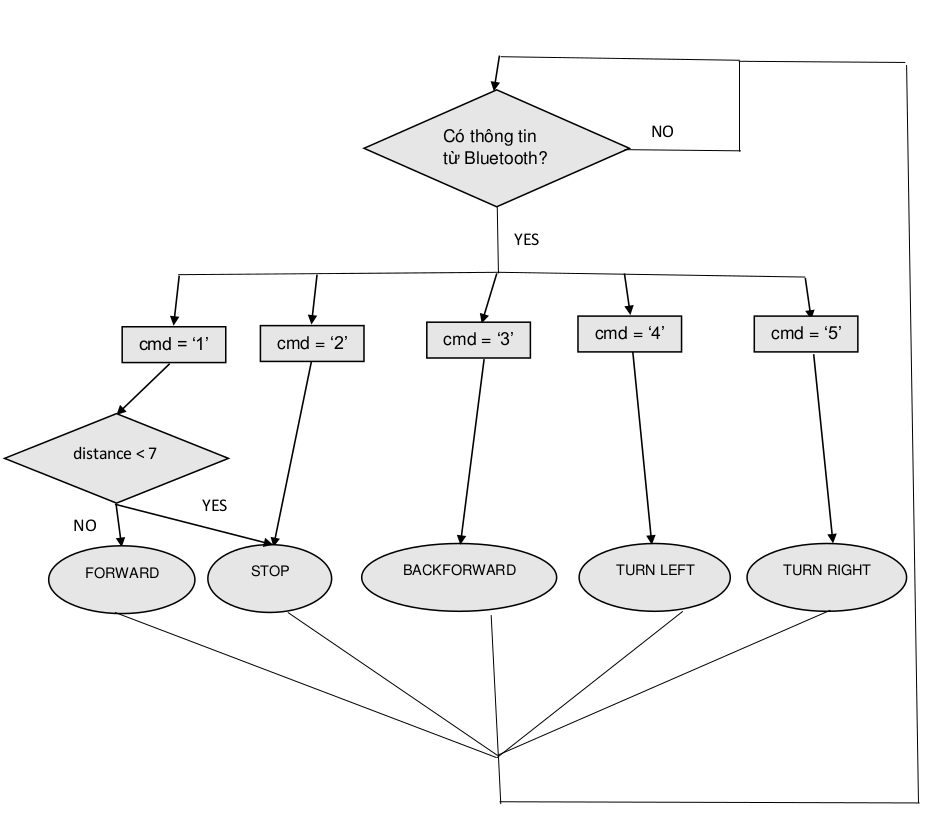 Có thông tin
từ Bluetooth?
NO
YES
cmd = ‘1’
cmd = ‘2’
cmd = ‘3’
cmd = ‘4’
cmd = ‘5’
distance < 7
NO
YES
FORWARD
STOP
BACKFORWARD
TURN LEFT
TURN RIGHT